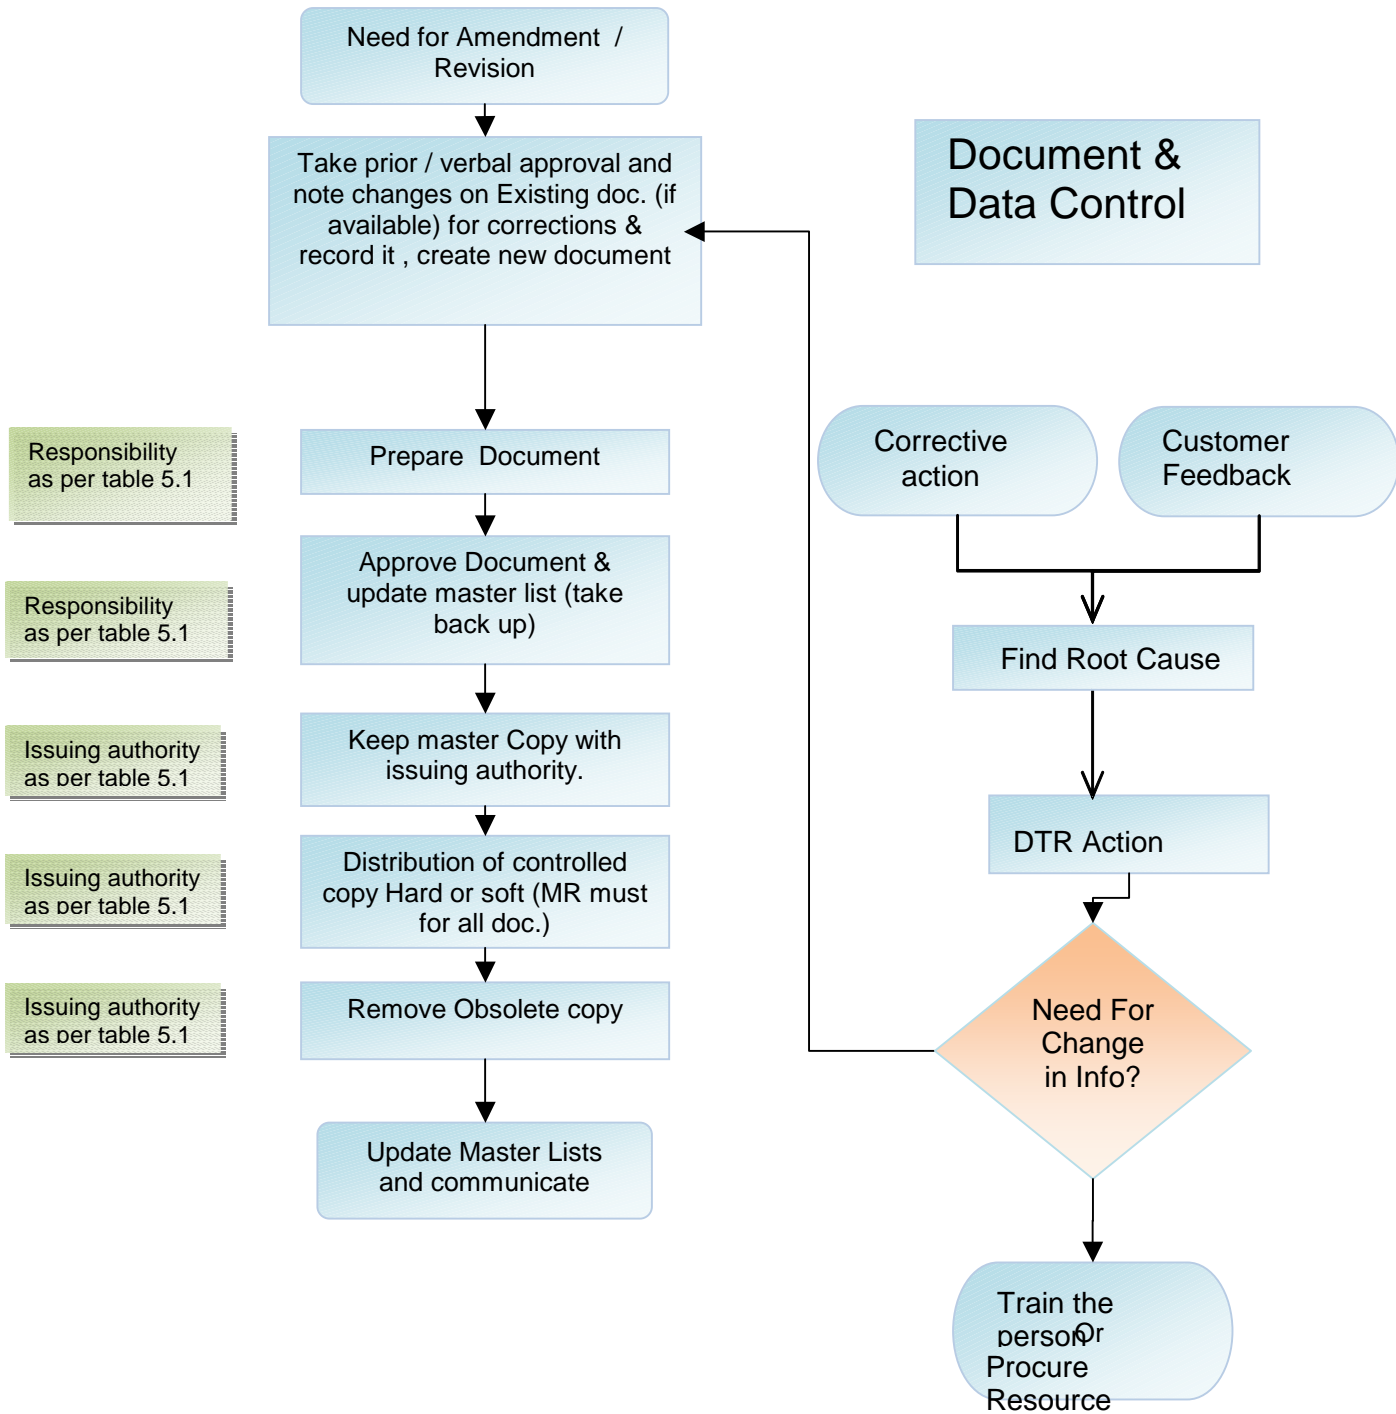 Need for Amendment /
Revision
Take prior / verbal approval and
note changes on Existing doc. (if
available) for corrections &
record it , create new document
Document &
Data Control
Responsibility
as per table 5.1
Prepare Document
Corrective
action
Customer
Feedback
Responsibility
as per table 5.1
Approve Document &
update master list (take
back up)
Find Root Cause
Issuing authority
as per table 5.1
Keep master Copy with
issuing authority.
DTR Action
Issuing authority
as per table 5.1
Distribution of controlled
copy Hard or soft (MR must
for all doc.)
Issuing authority
as per table 5.1
Remove Obsolete copy
Need For
Change
in Info?
Update Master Lists
and communicate
Train the
person Or
Procure
Resource